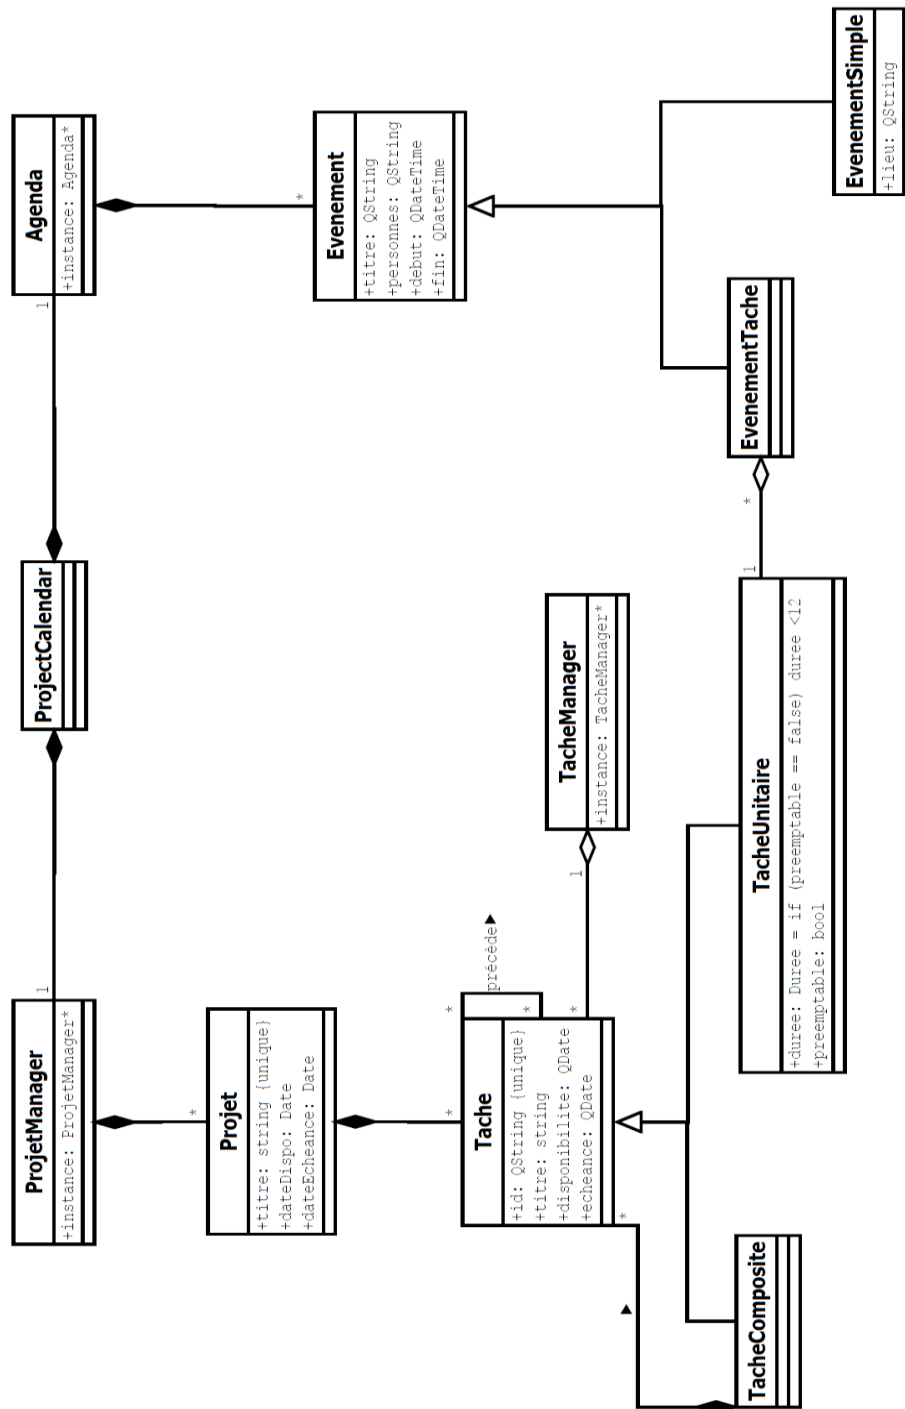 ProjetManager
+instance: ProjetManager*
1
ProjectCalendar
1
Agenda
+instance: Agenda*
*
Projet
+titre: string {unique}
+dateDispo: Date
+dateEcheance: Date
*
Evenement
+titre: QString
+personnes: QString
+debut: QDateTime
+fin: QDateTime
*
Tache
+id: QString {unique}
+titre: string
+disponibilite: QDate
+echeance: QDate
*
*
précède▶
*
*
1
TacheManager
+instance: TacheManager*
TacheComposite
TacheUnitaire
+duree: Duree = if (preemptable == false) duree <12
+preemptable: bool
1
*
EvenementTache
EvenementSimple
+lieu: QString